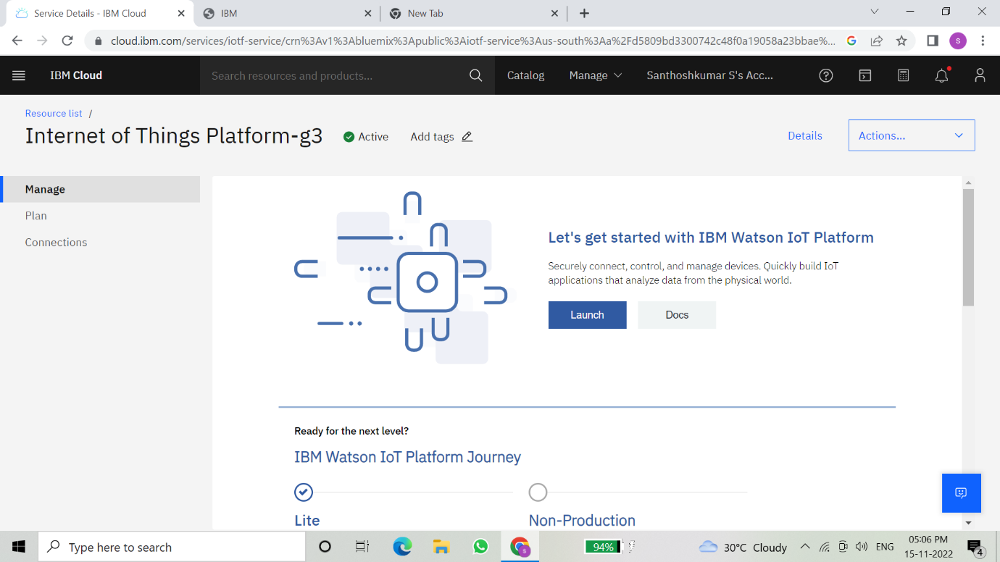 Service Details - IBM Cloud
IBM
New Tab
cloud.ibm.com/services/iotf-service/crn%3Av1%3Abluemix%3Apublic%3Aiotf-service%3Aus-south%3Aa%2Fd5809bd3300742c48f0a19058a23bbae%...
S
IBM Cloud
Search resources and products...
Catalog
Manage
Santhoshkumar S's Acc...
Resource list /
Internet of Things Platform-g3
Active
Add tags
Details
Actions...
Manage
Plan
Connections
Let's get started with IBM Watson IoT Platform
Securely connect, control, and manage devices. Quickly build IoT
applications that analyze data from the physical world.
Launch
Docs
Ready for the next level?
IBM Watson IoT Platform Journey
Lite
Non-Production
Type here to search
S
94%
30°C Cloudy
ENG
05:06 PM
15-11-2022
4